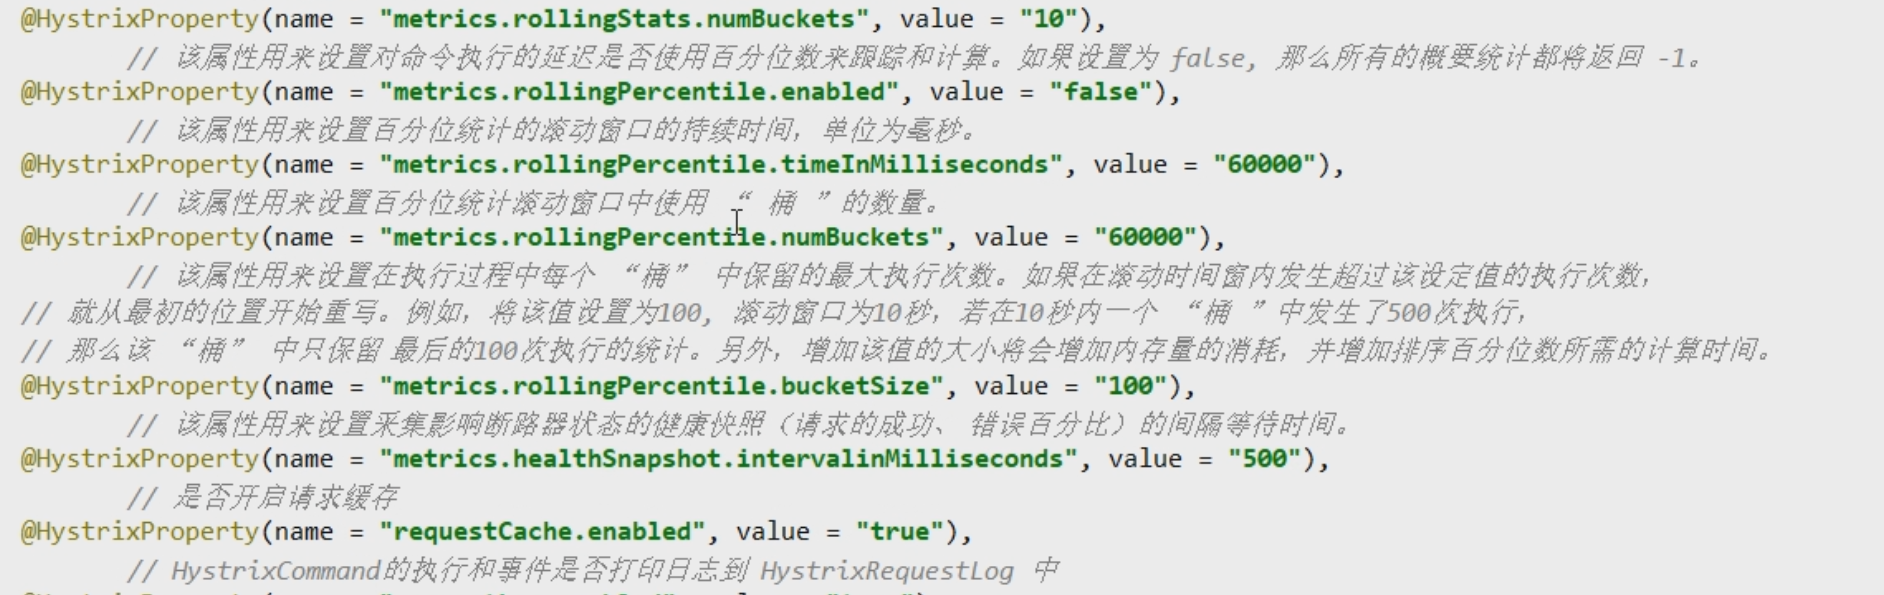 @HystrixProperty(name = "metrics.rollingStats.numBuckets", value = "10"),
// 该属性用来设置对命令执行的延迟是否使用百分位数来跟踪和计算。如果设置为 false, 那么所有的概要统计都将返回 -1。
@HystrixProperty(name = "metrics.rollingPercentile.enabled", value = "false"),
// 该属性用来设置百分位统计的滚动窗口的持续时间，单位为毫秒。
@HystrixProperty(name = "metrics.rollingPercentile.timeInMilliseconds", value = "60000"),
// 该属性用来设置百分位统计滚动窗口中使用 “ 桶 ”的数量。
@HystrixProperty(name = "metrics.rollingPercentile.numBuckets", value = "60000"),
// 该属性用来设置在执行过程中每个 “桶” 中保留的最大执行次数。如果在滚动时间窗内发生超过该设定值的执行次数，
// 就从最初的位置开始重写。例如，将该值设置为100, 滚动窗口为10秒，若在10秒内一个 “桶 ”中发生了500次执行，
// 那么该 “桶” 中只保留 最后的100次执行的统计。另外，增加该值的大小将会增加内存量的消耗，并增加排序百分位数所需的计算时间。
@HystrixProperty(name = "metrics.rollingPercentile.bucketSize", value = "100"),
// 该属性用来设置采集影响断路器状态的健康快照（请求的成功、 错误百分比）的间隔等待时间。
@HystrixProperty(name = "metrics.healthSnapshot.intervalinMilliseconds", value = "500"),
// 是否开启请求缓存
@HystrixProperty(name = "requestCache.enabled", value = "true"),
// HystrixCommand的执行和事件是否打印日志到 HystrixRequestLog 中